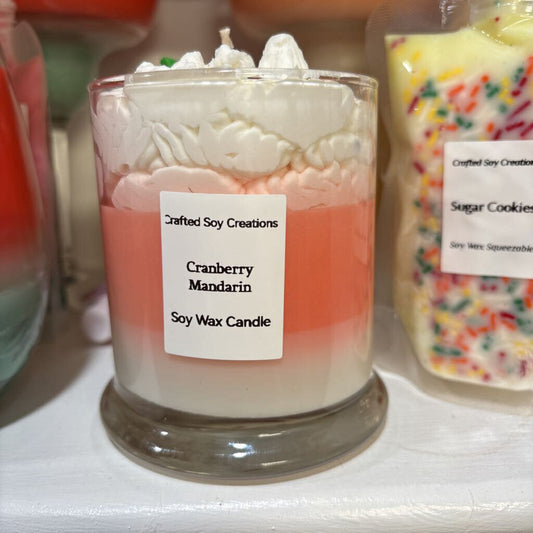 Crafted Soy Creations
Cranberry
Mandarin
Soy Wax Candle
Crafted Soy Creation
Sugar Cookies
Soy Wax Squeezable